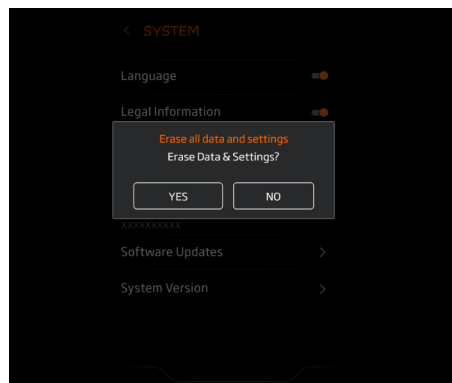 SYSTEM
Language
Legal Information
Erase all data and settings
Erase Data & Settings?
YES
NO
XXXXXXXXXX
Software Updates
System Version